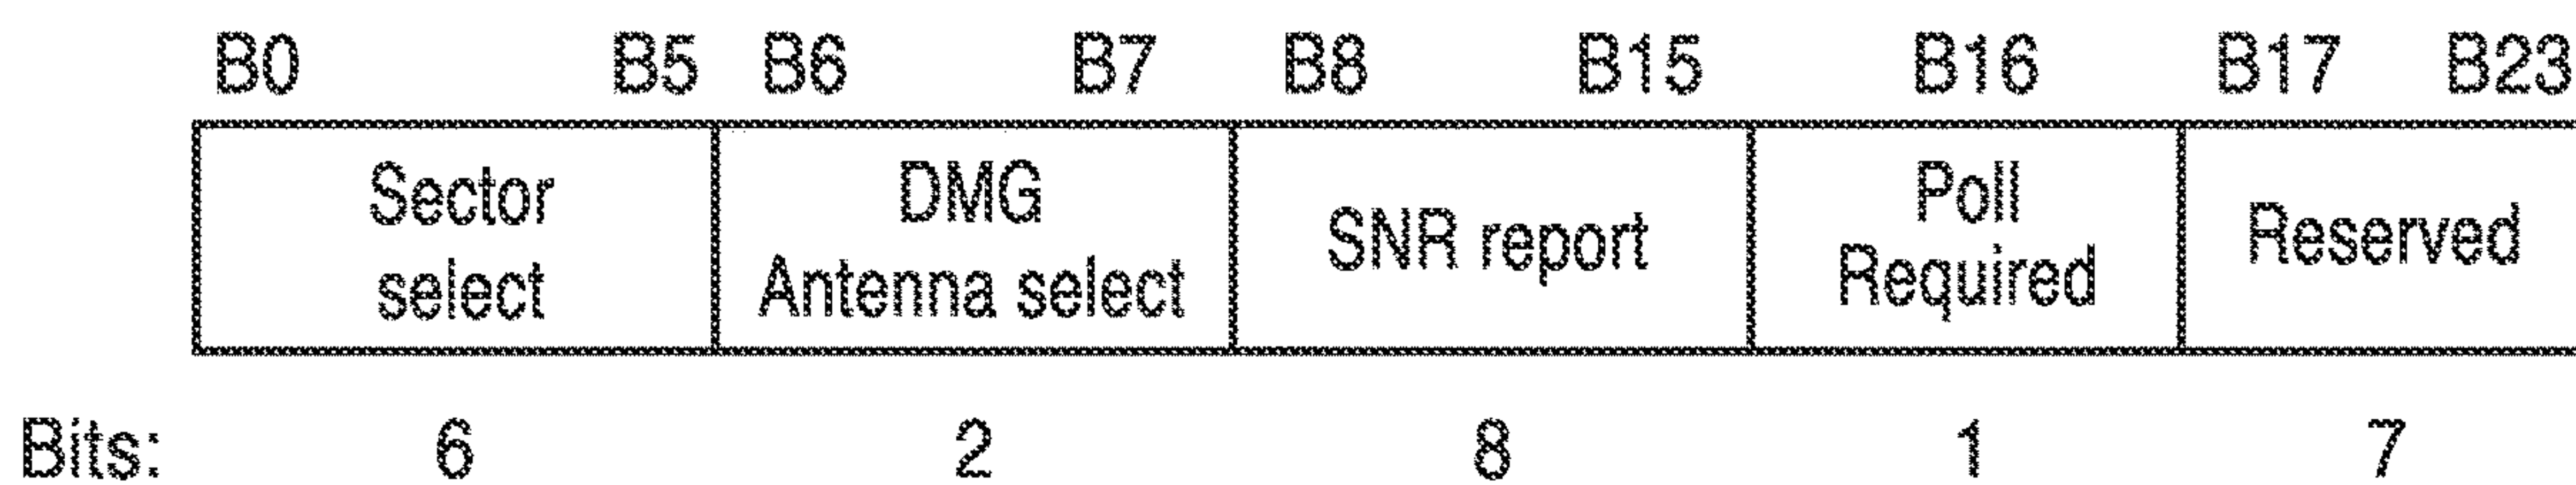 B0 B5 B6 B7 B8 B15 B16 B17 B23
Sector select
DMG Antenna select
SNR report
Poll Required
Reserved
Bits: 6 2 8 1 7